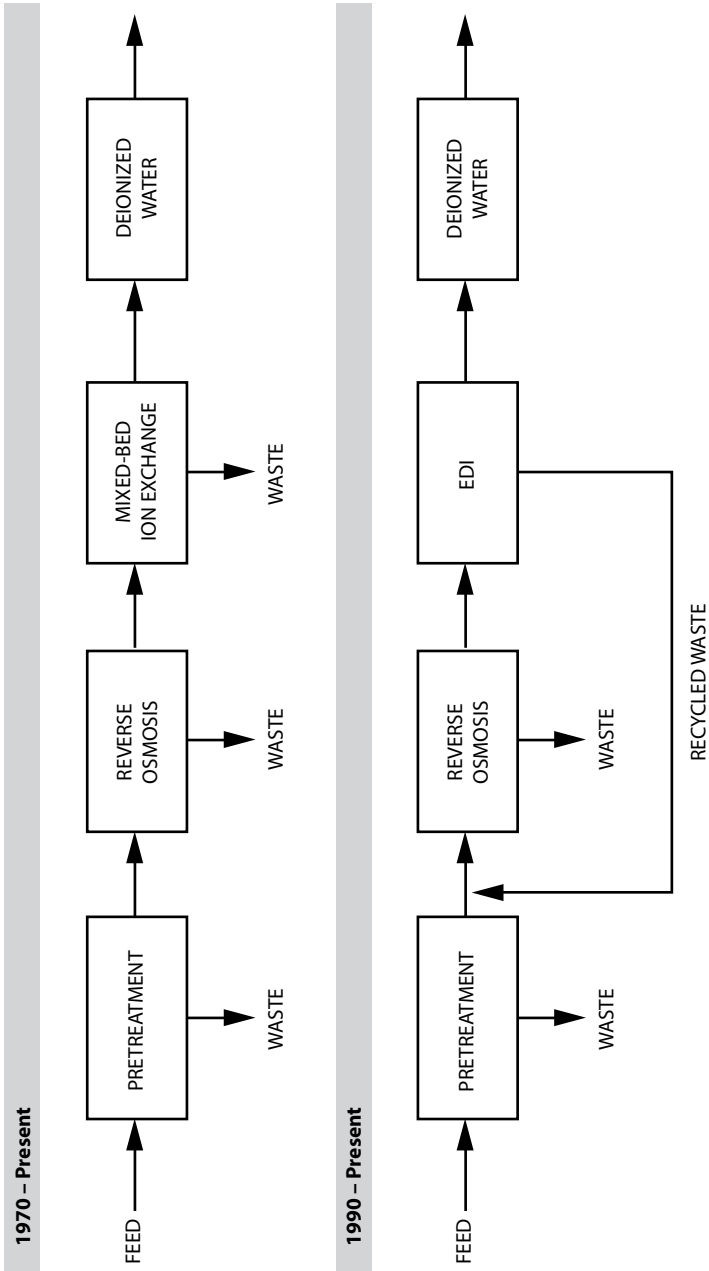 1970 – Present
FEED
PRETREATMENT
WASTE
REVERSE
OSMOSIS
WASTE
MIXED-BED
ION EXCHANGE
WASTE
DEIONIZED
WATER
1990 – Present
FEED
PRETREATMENT
WASTE
REVERSE
OSMOSIS
WASTE
EDI
DEIONIZED
WATER
RECYCLED WASTE